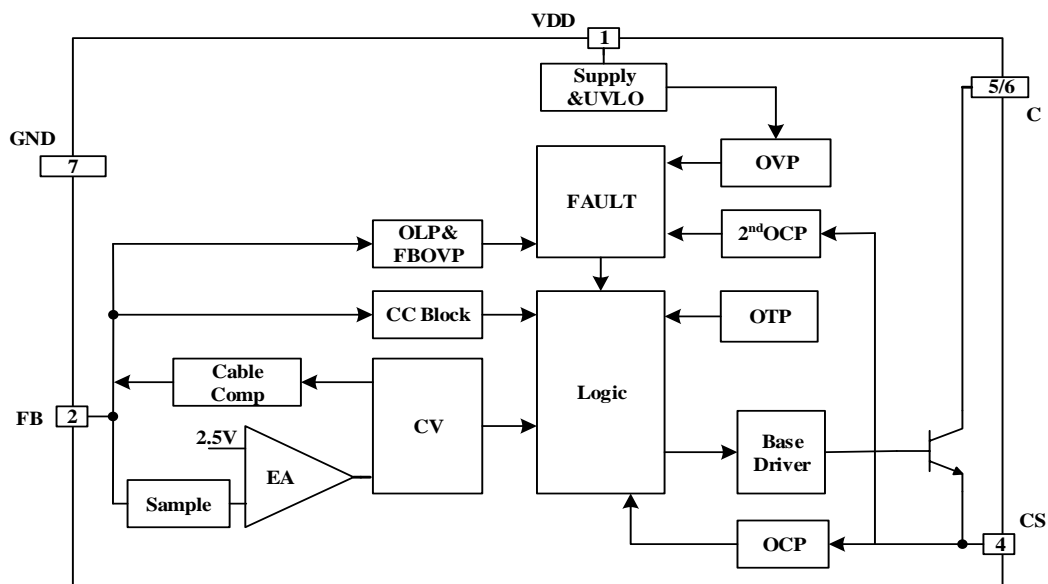 VDD
1
Supply
&UVLO
5/6
C
GND
7
OVP
FAULT
OLP&
FBOVP
2ndOCP
CC Block
OTP
Cable
Comp
Logic
FB
2
CV
2.5V
EA
Base
Driver
Sample
CS
4
OCP